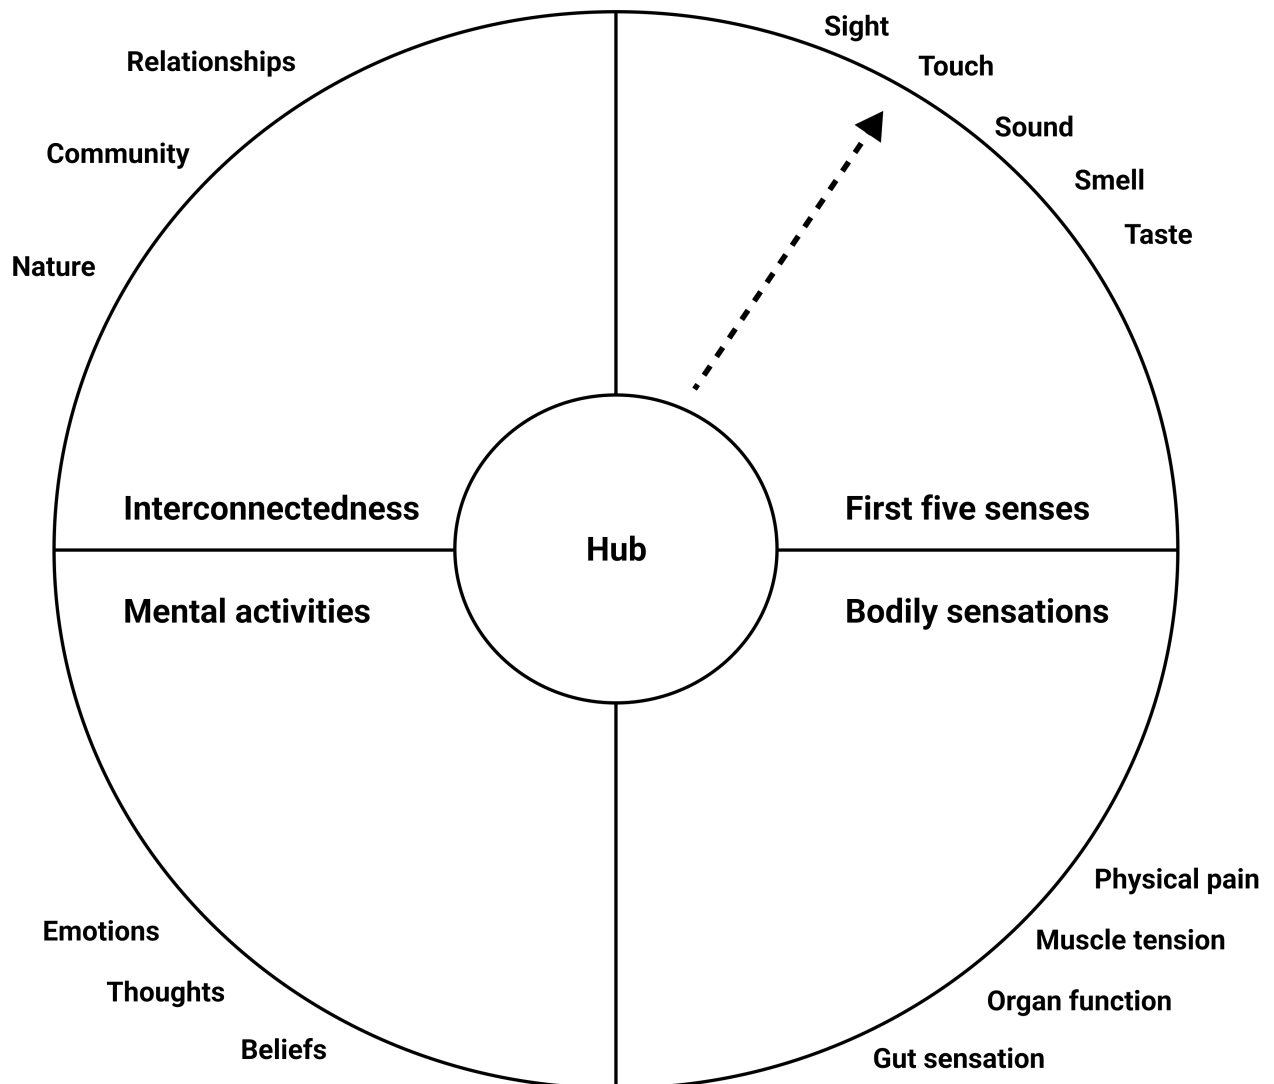 Sight
Relationships
Touch
Sound
Community
Smell
Taste
Nature
Interconnectedness
First five senses
Hub
Mental activities
Bodily sensations
Physical pain
Emotions
Muscle tension
Thoughts
Organ function
Beliefs
Gut sensation